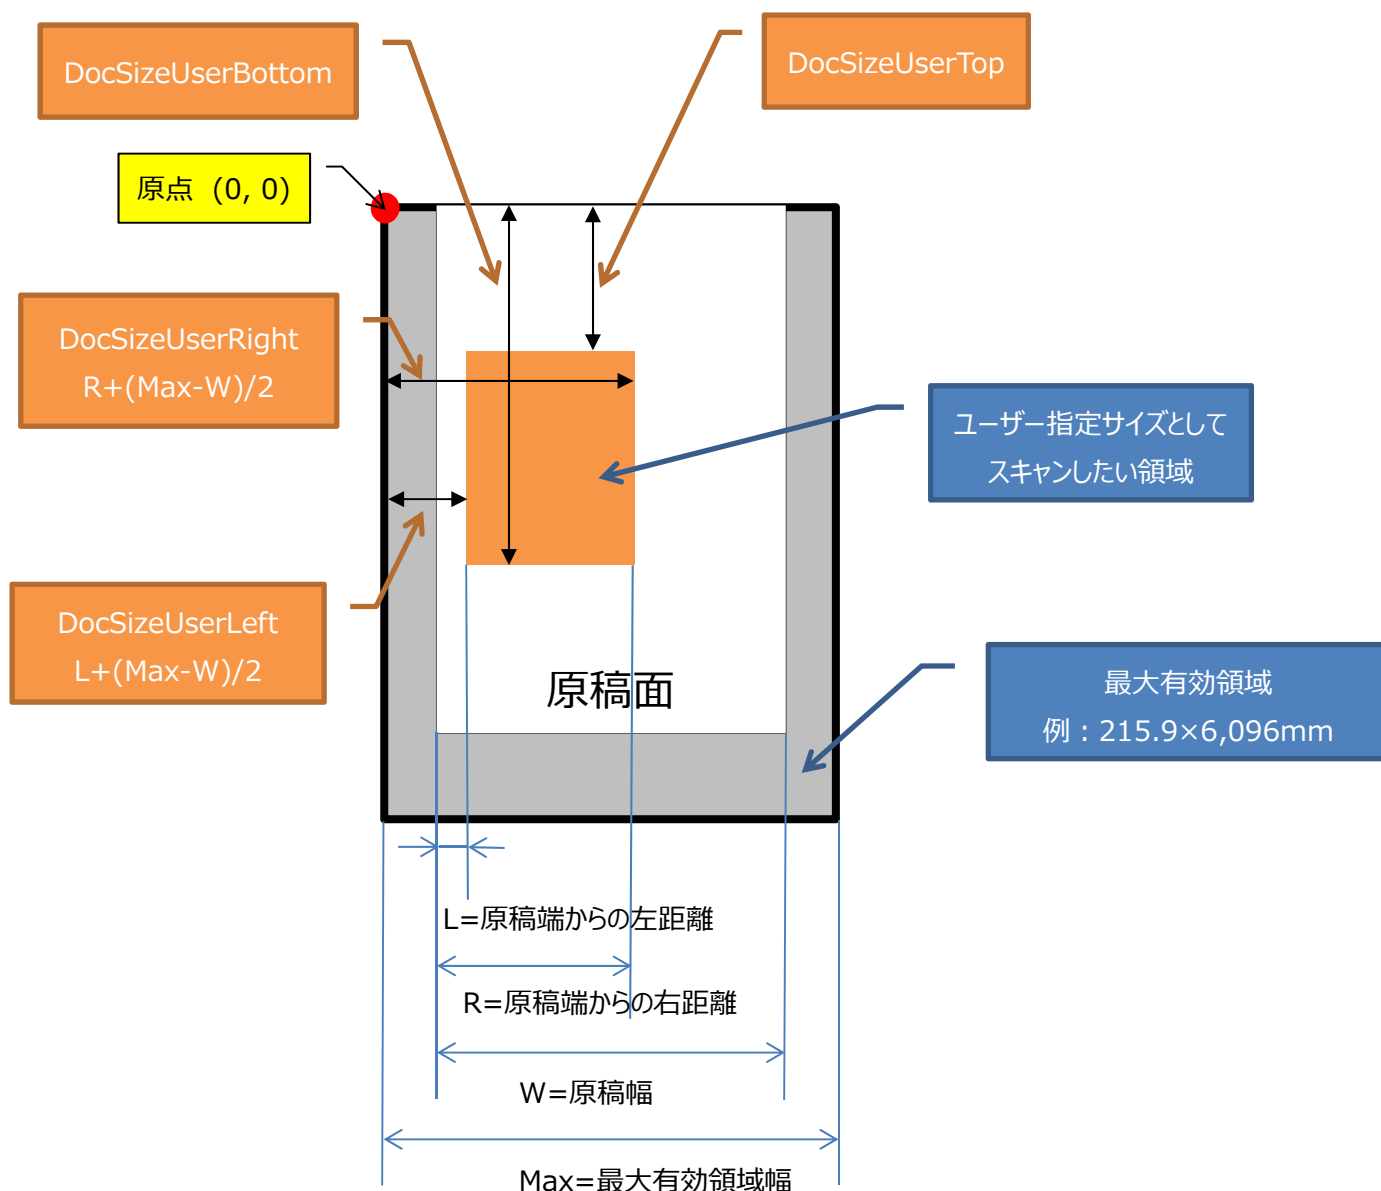 DocSizeUserBottom
DocSizeUserTop
原点 (0, 0)
DocSizeUserRight
R+(Max-W)/2
ユーザー指定サイズとして
スキャンしたい領域
DocSizeUserLeft
L+(Max-W)/2
原稿面
最大有効領域
例：215.9×6,096mm
L=原稿端からの左距離
R=原稿端からの右距離
W=原稿幅
Max=最大有効領域幅